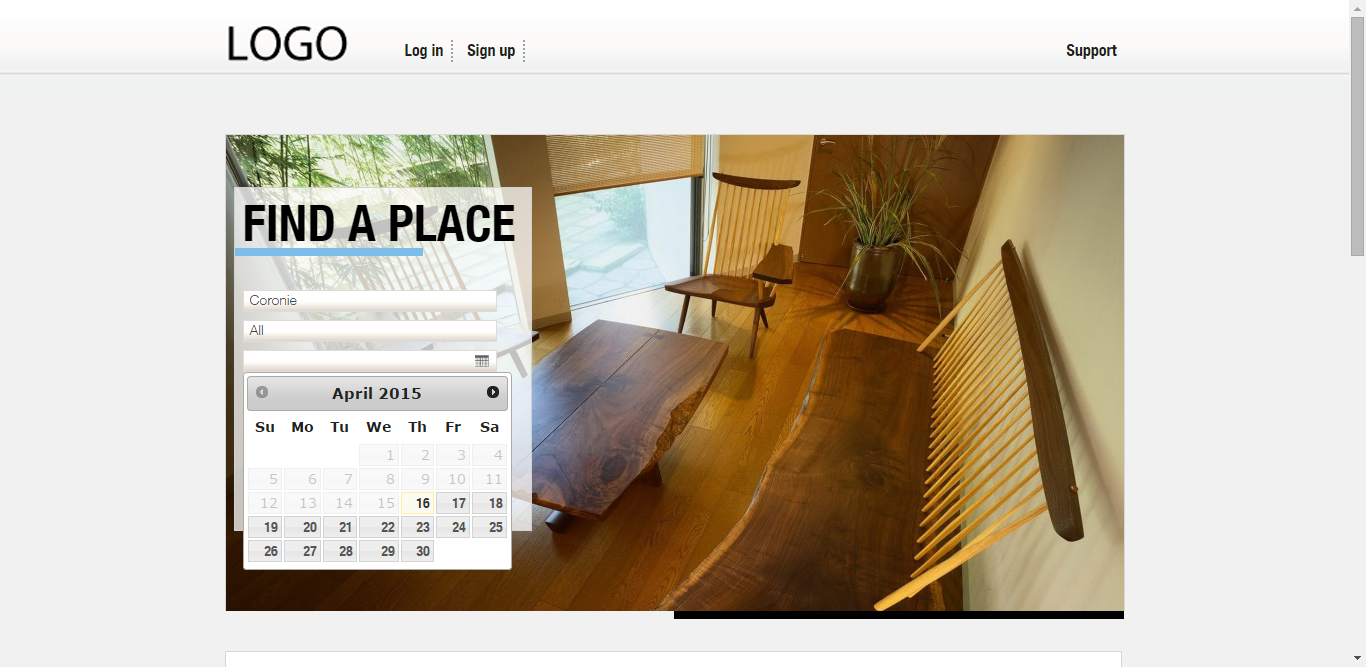 LOGO Log in Sign up Support
FIND A PLACE
Coronie
All
April 2015
Su Mo Tu We Th Fr Sa
1 2 3 4
5 6 7 8 9 10 11
12 13 14 15 16 17 18
19 20 21 22 23 24 25
26 27 28 29 30